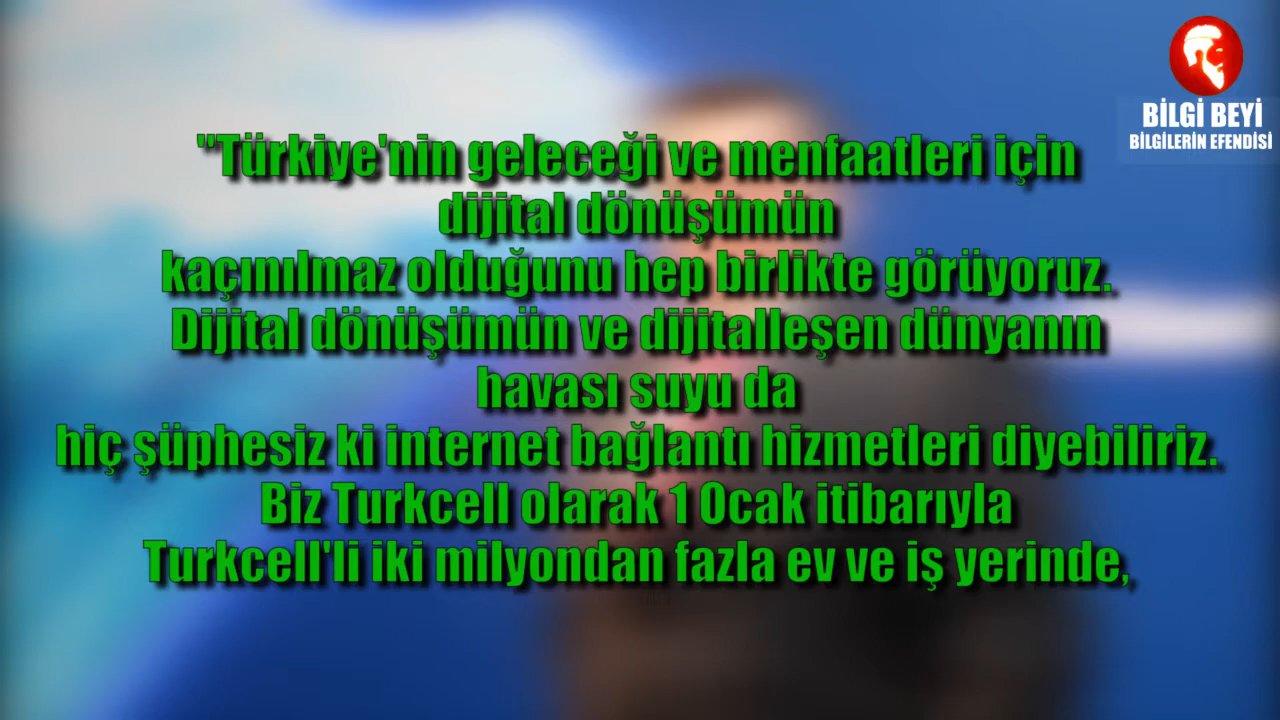 BİLGİ BEYİ
BİLGİLERİN EFENDİSİ
"Türkiye'nin geleceği ve menfaatleri için
dijital dönüşümün
kaçınılmaz olduğunu hep birlikte görüyoruz.
Dijital dönüşümün ve dijitalleşen dünyanın
havası suyu da
hiç şüphesiz ki internet bağlantı hizmetleri diyebiliriz.
Biz Turkcell olarak 1 Ocak itibarıyla
Turkcell'li iki milyondan fazla ev ve iş yerinde,